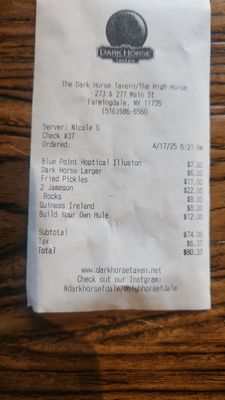 DARK HORSE
TAVERN
The Dark Horse Tavern/The High Horse
273 & 277 Main St
Farmingdale, NY 11735
(516)586-6560
Server: Nicole S
Check #37
Ordered: 4/17/25 6:21 PM
Blue Point Hoptical Illusion $7.00
Dark Horse Larger $6.00
Fried Pickles $11.00
2 Jameson $22.00
Rocks $8.00
Guiness Ireland $8.00
Build Your Own Mule $12.00
Subtotal $74.00
Tax $6.37
Total $80.37
www.darkhorsetaven.net
Check out our Instgram:
@darkhorsefdale/@highhorsefdale